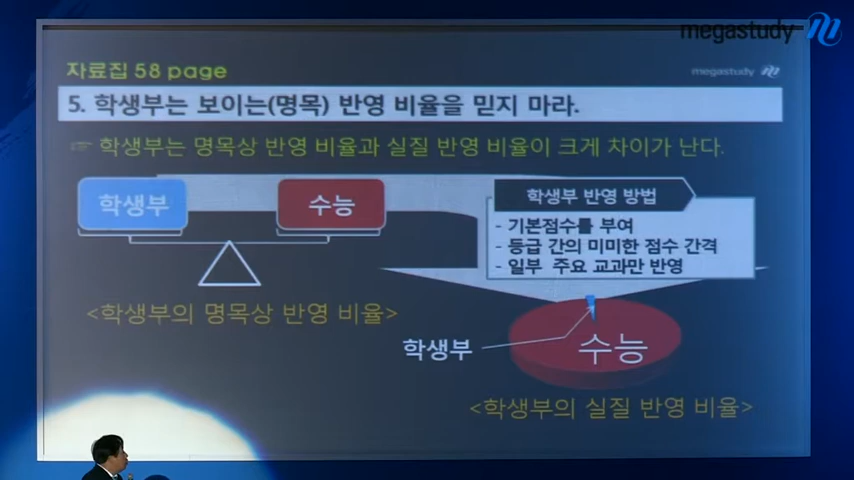 megastudy
자료집 58 page
megastudy
5. 학생부는 보이는(명목) 반영 비율을 믿지 마라.
☞ 학생부는 명목상 반영 비율과 실질 반영 비율이 크게 차이가 난다.
학생부
수능
<학생부의 명목상 반영 비율>
학생부 반영 방법
- 기본점수를 부여
- 등급 간의 미미한 점수 간격
- 일부 주요 교과만 반영
학생부
수능
<학생부의 실질 반영 비율>